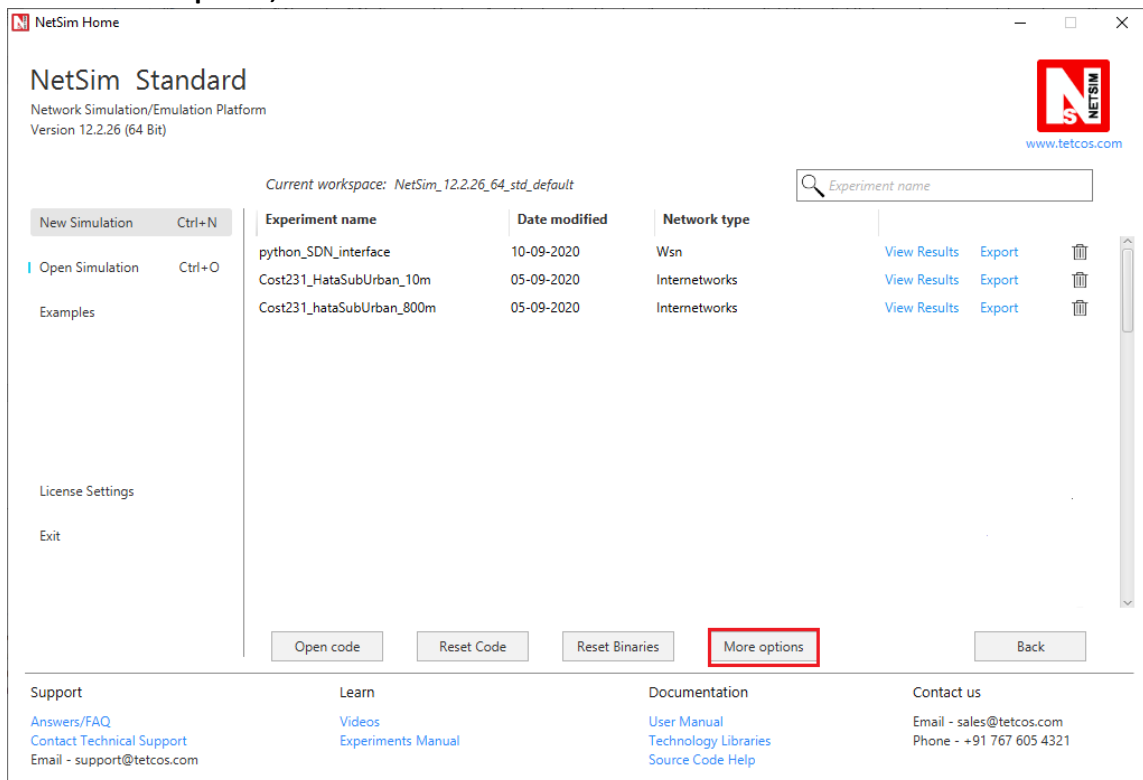 NetSim Home
NetSim Standard
Network Simulation/Emulation Platform
Version 12.2.26 (64 Bit)
NETSIM
www.tetcos.com
Current workspace: NetSim_12.2.26_64_std_default
Experiment name
New Simulation Ctrl+N
Open Simulation Ctrl+O
Examples
License Settings
Exit
Experiment name Date modified Network type
python_SDN_interface 10-09-2020 Wsn View Results Export
Cost231_HataSubUrban_10m 05-09-2020 Internetworks View Results Export
Cost231_hataSubUrban_800m 05-09-2020 Internetworks View Results Export
Open code Reset Code Reset Binaries More options Back
Support
Answers/FAQ
Contact Technical Support
Email - support@tetcos.com
Learn
Videos
Experiments Manual
Documentation
User Manual
Technology Libraries
Source Code Help
Contact us
Email - sales@tetcos.com
Phone - +91 767 605 4321